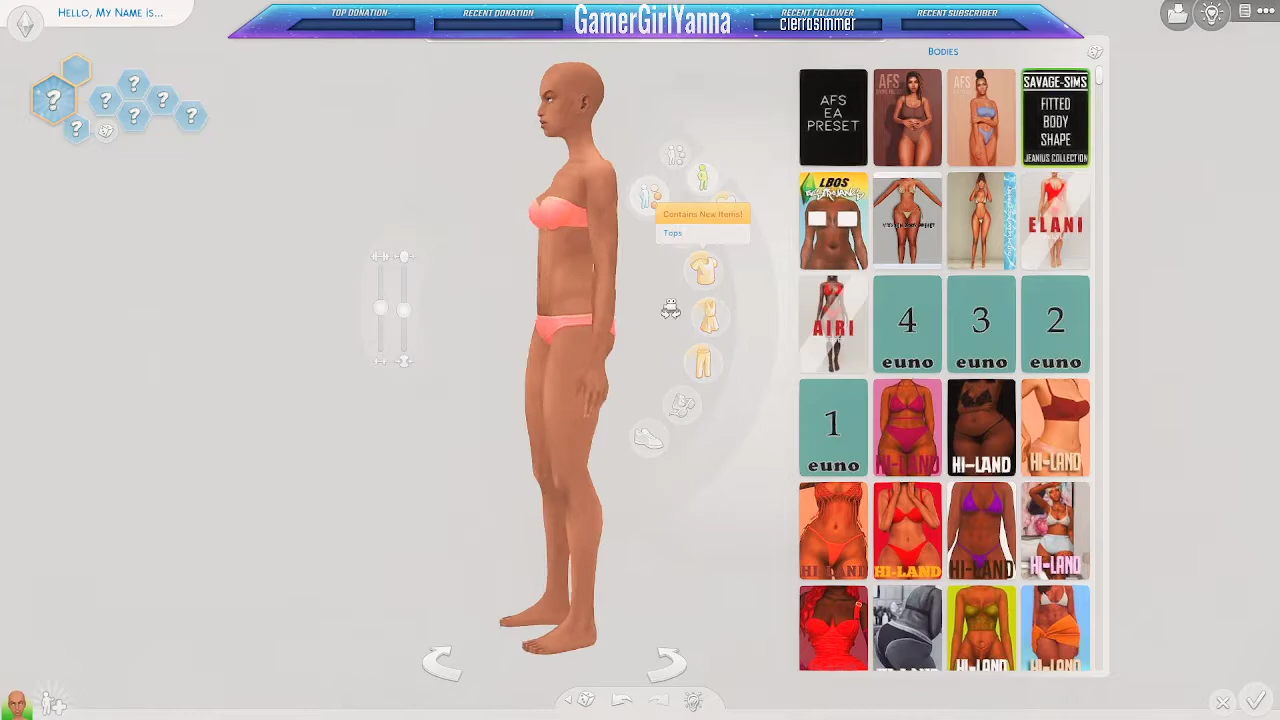 Hello, My Name is...
TOP DONATION
RECENT DONATION
GamerGirlYanna
RECENT FOLLOWER
cierrosimmer
RECENT SUBSCRIBER
Bodies
AFS
EA
PRESET
AFS
AFS
SAVAGE-SIMS
FITTED
BODY
SHAPE
JEANIUS COLLECTION
LBOS
ELANI
AIRI
4
euno
3
euno
2
euno
1
euno
HI-LAND
HI-LAND
HI-LAND
HI-LAND
HI-LAND
HI-LAND
HI-LAND
HI-LAND
HI-LAND
Contains New Items!
Tops
? ? ? ? ? ? ?